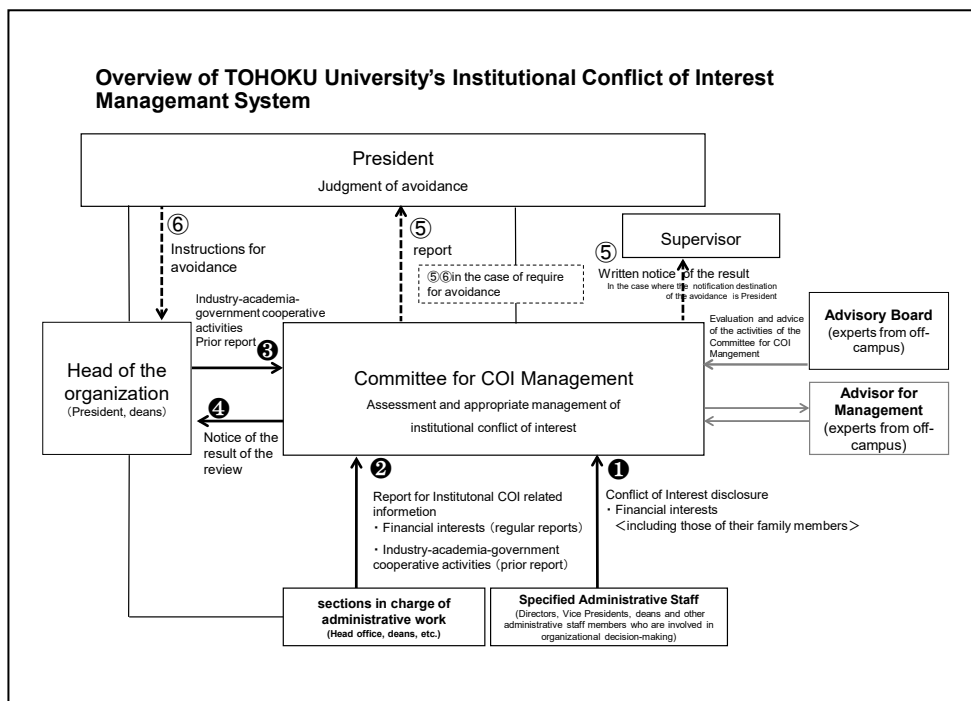 Overview of TOHOKU University's Institutional Conflict of Interest
Managemant System
President
Judgment of avoidance
⑥
Instructions for
avoidance
⑤
report
⑤⑥in the case of require
for avoidance
Supervisor
⑤
Written notice of the result
In the case where the notification destination
of the avoidance is President
Industry-academia-
government cooperative
activities
Prior report
❸
Evaluation and advice
of the activities of the
Committee for COI
Mangement
Advisory Board
(experts from off-
campus)
Head of the
organization
（President, deans）
Committee for COI Management
Assessment and appropriate management of
institutional conflict of interest
Advisor for
Management
(experts from off-
campus)
❹
Notice of the
result of the
review
❷
Report for Institutonal COI related
information
・Financial interests（regular reports）
・Industry-academia-government
cooperative activities（prior report）
❶
Conflict of Interest disclosure
・Financial interests
＜including those of their family members＞
sections in charge of
administrative work
(Head office, deans, etc.)
Specified Administrative Staff
(Directors, Vice Presidents, deans and other
administrative staff members who are involved in
organizational decision-making)